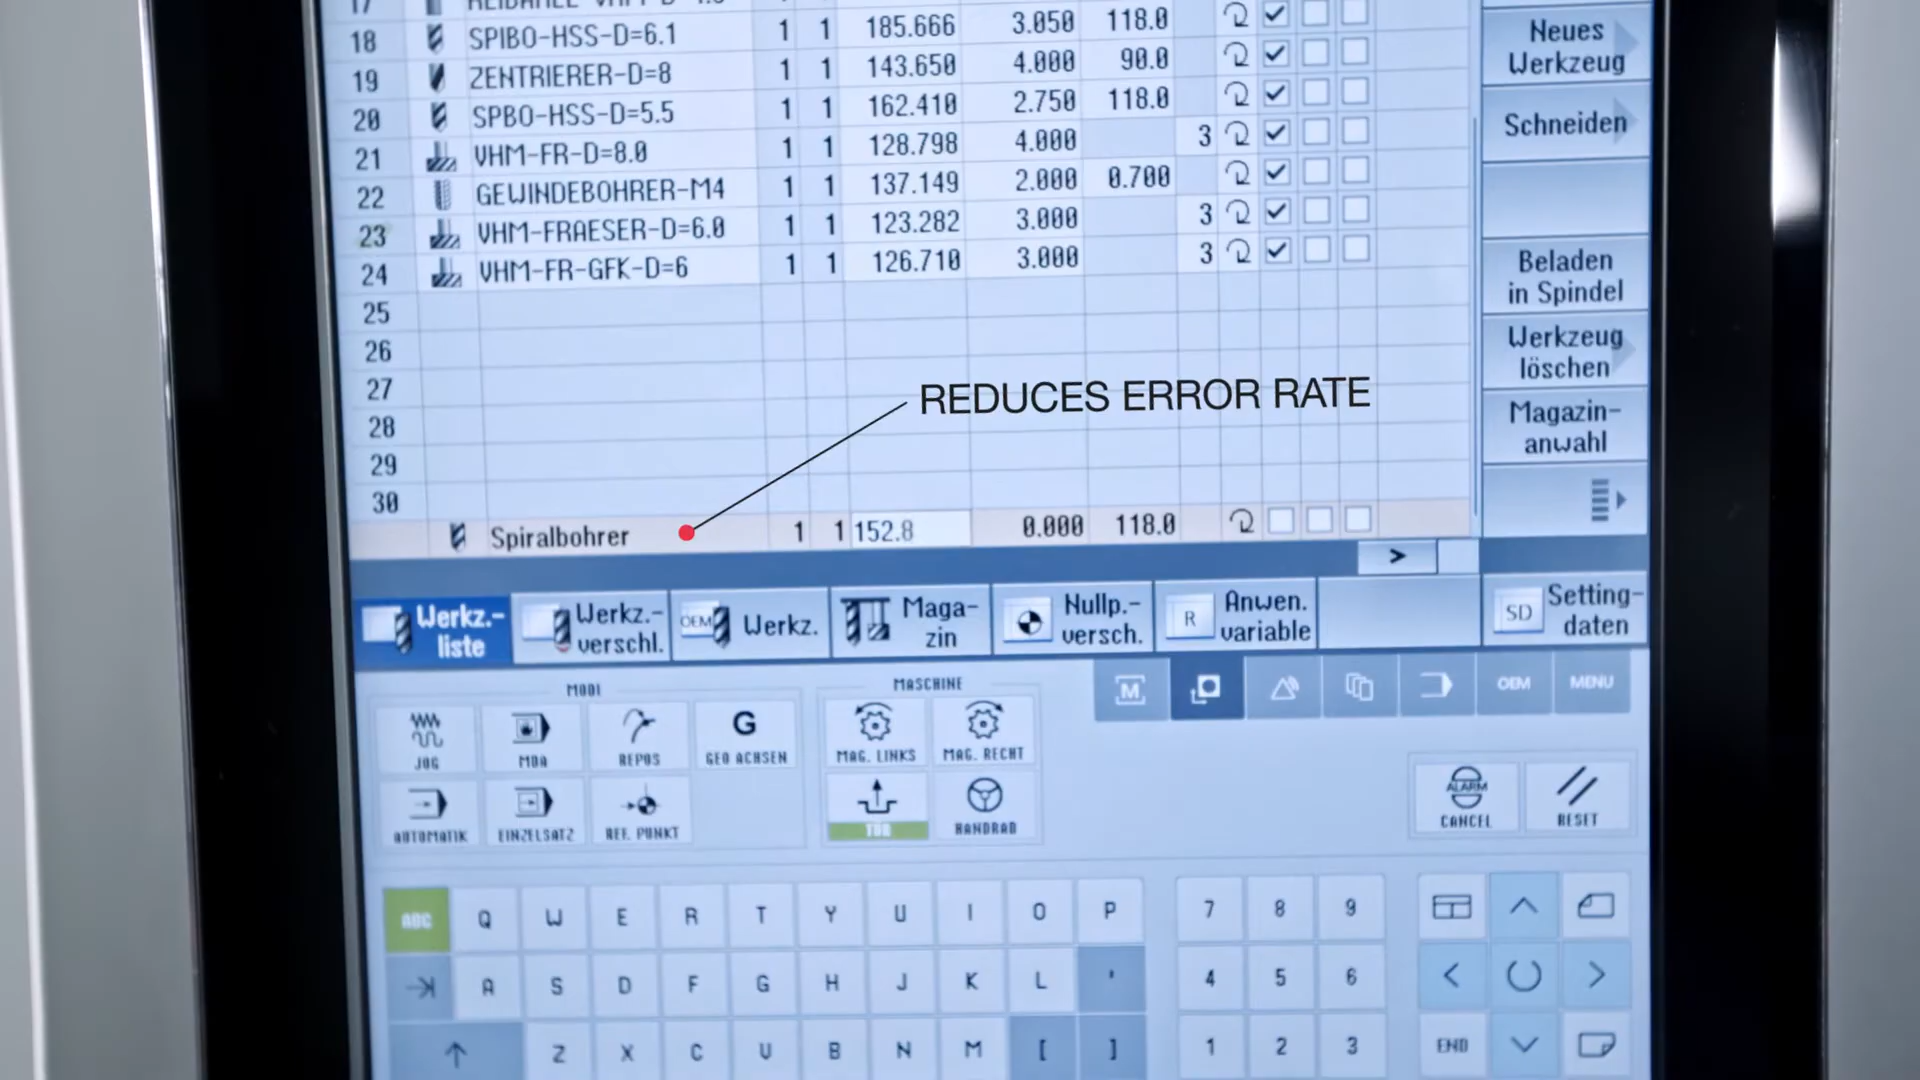 18 SPIBO-HSS-D=6.1 1 1 185.666 3.050 118.0
19 ZENTRIERER-D=8 1 1 143.650 4.000 90.0
20 SPBO-HSS-D=5.5 1 1 162.410 2.750 118.0
21 VHM-FR-D=8.0 1 1 128.798 4.000 3
22 GEWINDEBOHRER-M4 1 1 137.149 2.000 0.700
23 VHM-FRAESER-D=6.0 1 1 123.282 3.000 3
24 VHM-FR-GFK-D=6 1 1 126.710 3.000 3
25
26
27
28
29
30
Spiralbohrer 1 1 152.8 0.000 118.0
REDUCES ERROR RATE
Neues
Werkzeug
Schneiden
Beladen
in Spindel
Werkzeug
löschen
Magazin-
anwahl
>
Werkz.-
liste
Werkz.-
verschl.
OEM Werkz.
Maga-
zin
Nullp.-
versch.
R Anwen.
variable
SD Setting-
daten
M OEM MENU
MODI
JOG MDA REPOS G GEO ACHSEN
AUTOMATIK EINZELSATZ REF. PUNKT
MASCHINE
MAG. LINKS MAG. RECHT
TÜR HANDRAD
ALARM
CANCEL RESET
ABC Q W E R T Y U I O P 7 8 9
A S D F G H J K L ' 4 5 6
Z X C V B N M [ ] 1 2 3 END